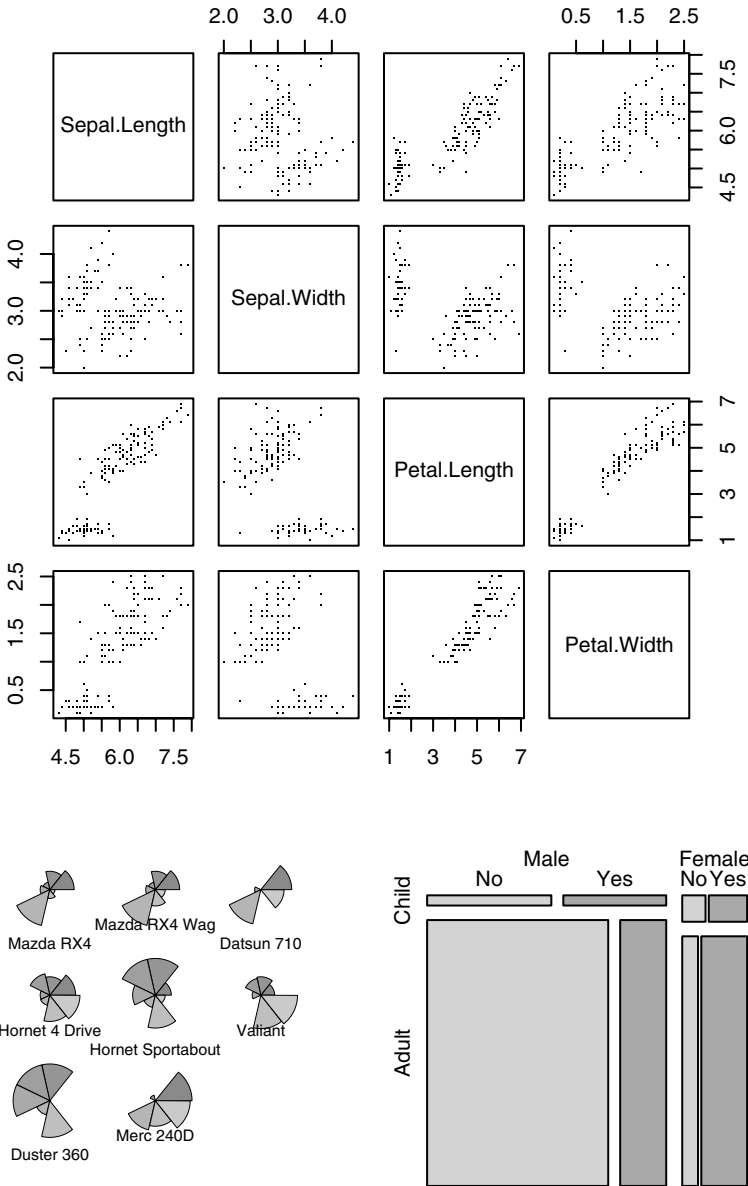 2.0 3.0 4.0
0.5 1.5 2.5
Sepal.Length
4.5 6.0 7.5
2.0 3.0 4.0
Sepal.Width
Petal.Length
1 3 5 7
0.5 1.5 2.5
Petal.Width
4.5 6.0 7.5
1 3 5 7
Mazda RX4
Mazda RX4 Wag
Datsun 710
Hornet 4 Drive
Hornet Sportabout
Valiant
Duster 360
Merc 240D
Male Female
No Yes No Yes
Child
Adult